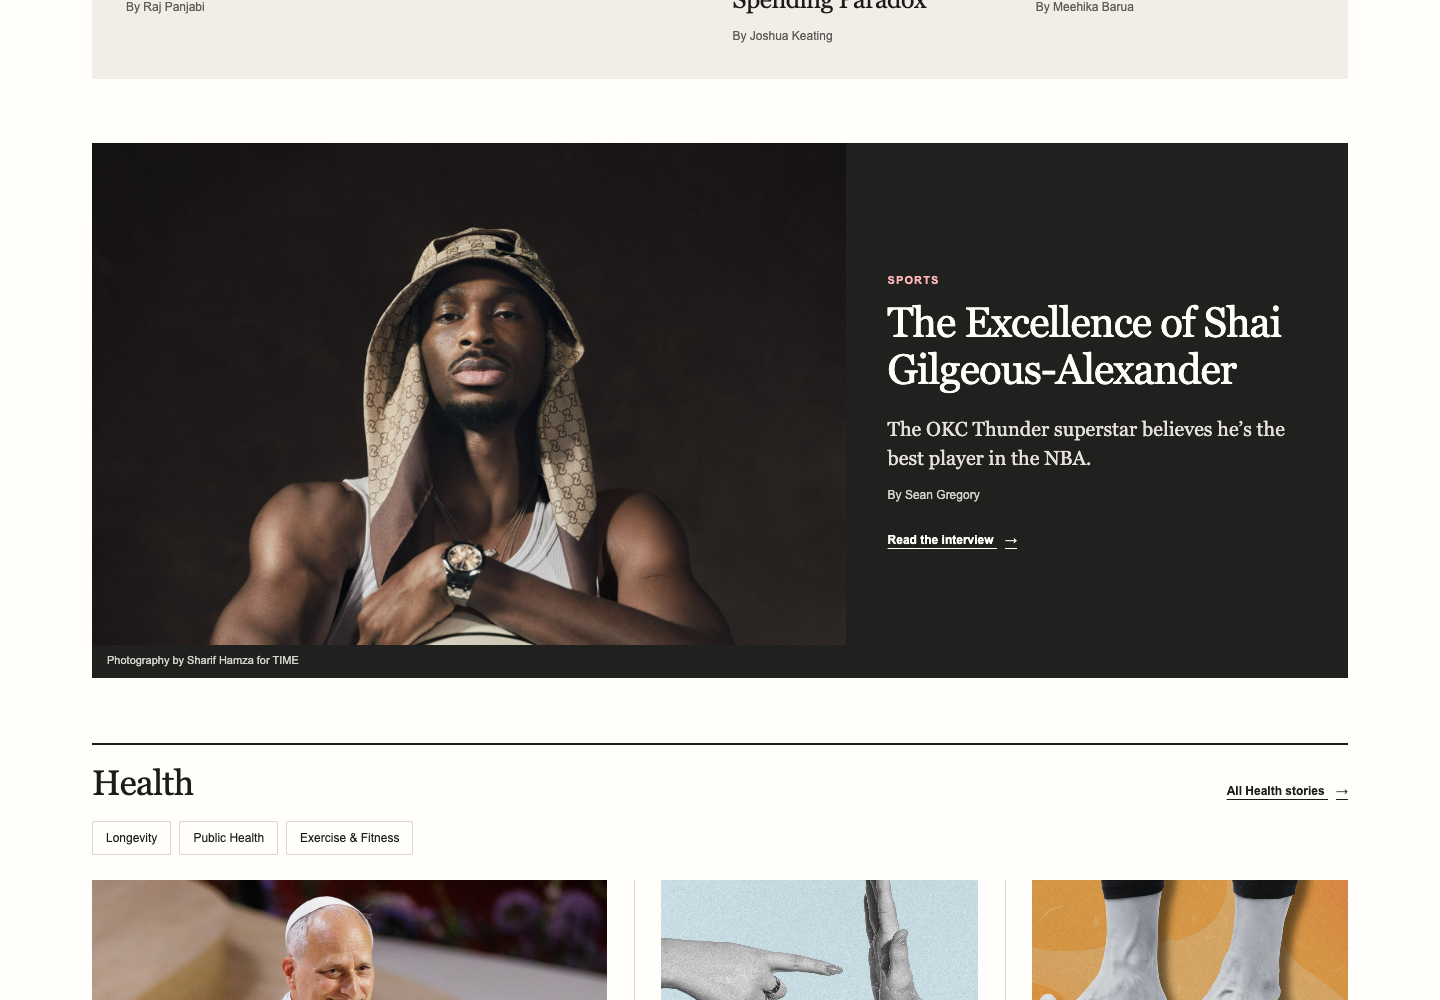 By Raj Panjabi
Spending Paradox
By Joshua Keating
By Meehika Barua
SPORTS
The Excellence of Shai
Gilgeous-Alexander
The OKC Thunder superstar believes he’s the
best player in the NBA.
By Sean Gregory
Read the interview →
Photography by Sharif Hamza for TIME
Health
All Health stories →
Longevity
Public Health
Exercise & Fitness